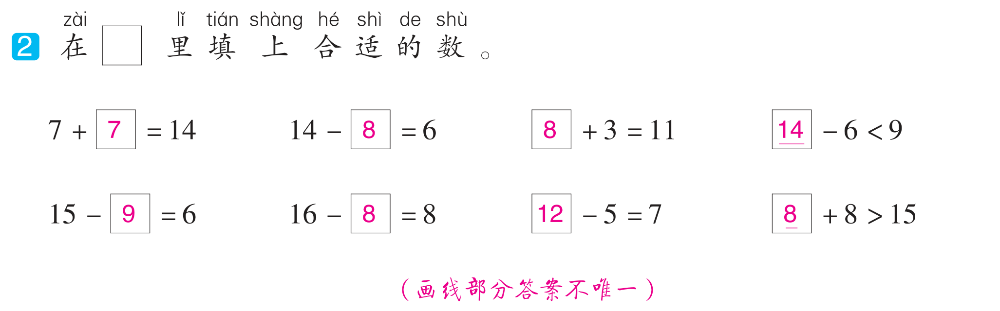 zài lǐ tián shàng hé shì de shù
2 在 □ 里 填 上 合 适 的 数 。
7 + 7 = 14 14 − 8 = 6 8 + 3 = 11 14 − 6 < 9
15 − 9 = 6 16 − 8 = 8 12 − 5 = 7 8 + 8 > 15
(画线部分答案不唯一)